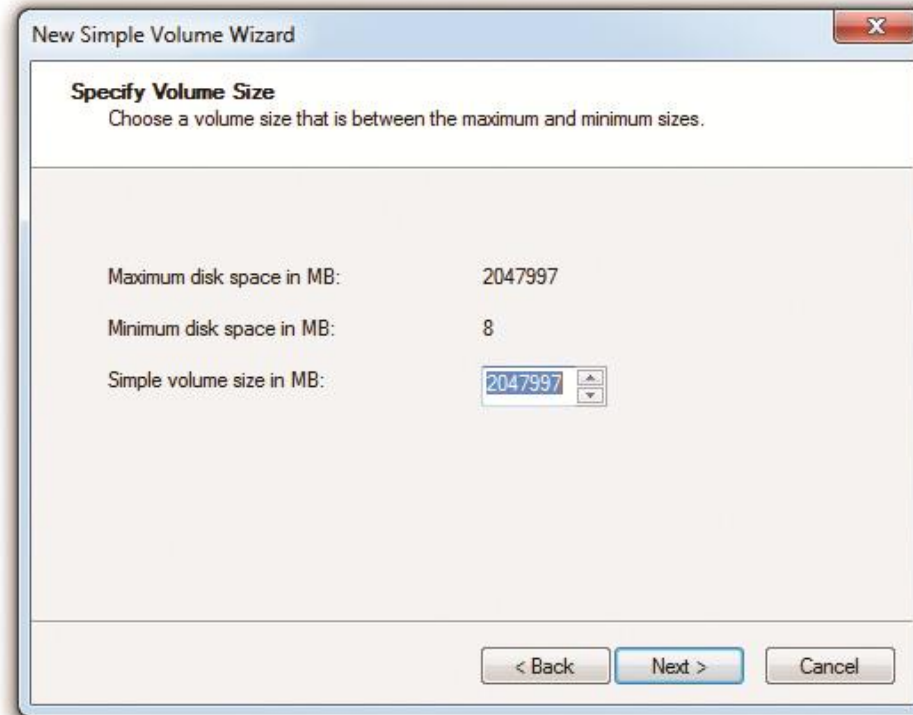 New Simple Volume Wizard
Specify Volume Size
Choose a volume size that is between the maximum and minimum sizes.
Maximum disk space in MB: 2047997
Minimum disk space in MB: 8
Simple volume size in MB: 2047997
< Back Next > Cancel